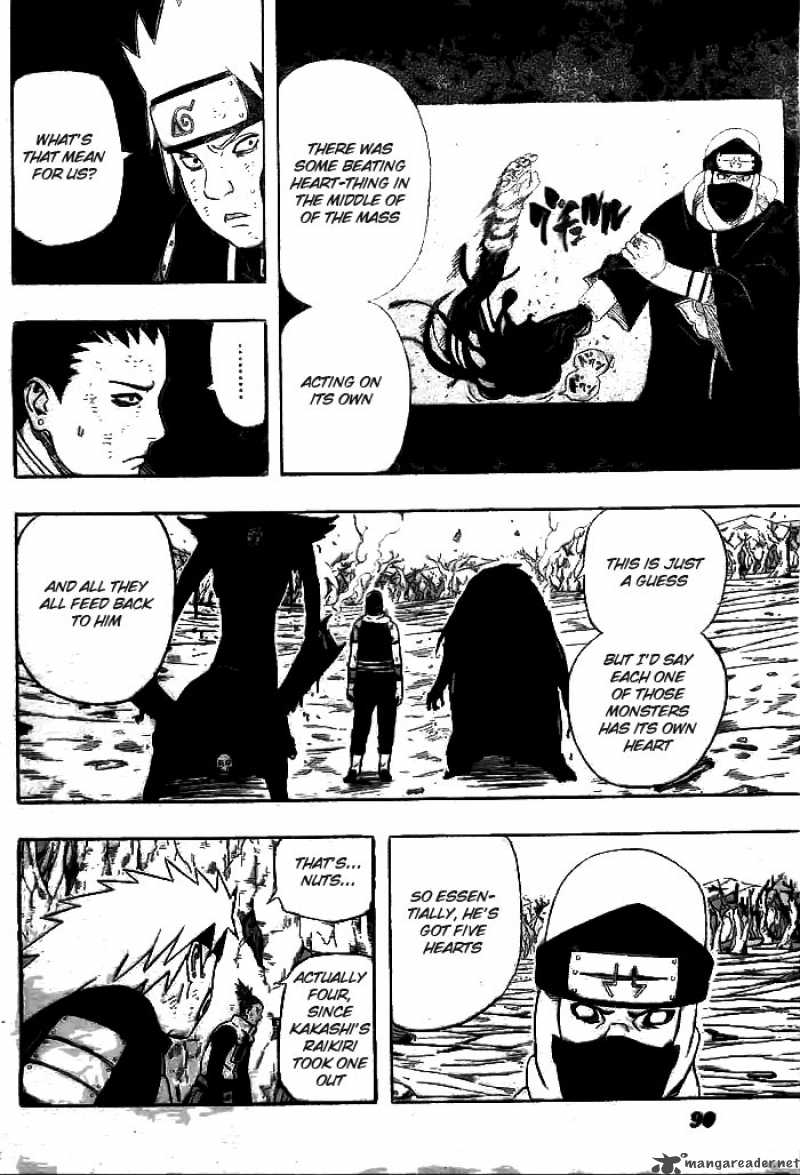 THERE WAS
SOME BEATING
HEART-THING IN
THE MIDDLE OF
OF THE MASS
ACTING ON
ITS OWN
WHAT'S
THAT MEAN
FOR US?
.........
THIS IS JUST
A GUESS
BUT I'D SAY
EACH ONE
OF THOSE
MONSTERS
HAS ITS OWN
HEART
AND ALL THEY
ALL FEED BACK
TO HIM
SO ESSEN-
TIALLY, HE'S
GOT FIVE
HEARTS
THAT'S...
NUTS...
ACTUALLY
FOUR,
SINCE
KAKASHI'S
RAIKIRI
TOOK ONE
OUT
90
mangareader.net